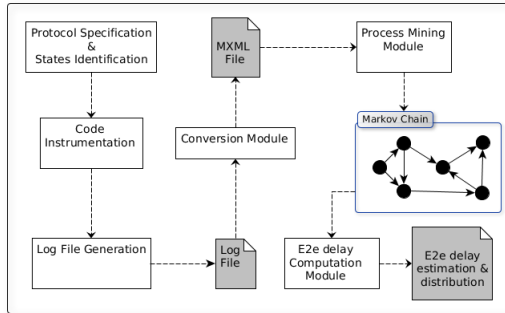 Protocol Specification
&
States Identification
Code
Instrumentation
Log File Generation
Log
File
Conversion Module
MXML
File
Process Mining
Module
Markov Chain
E2e delay
Computation
Module
E2e delay
estimation &
distribution